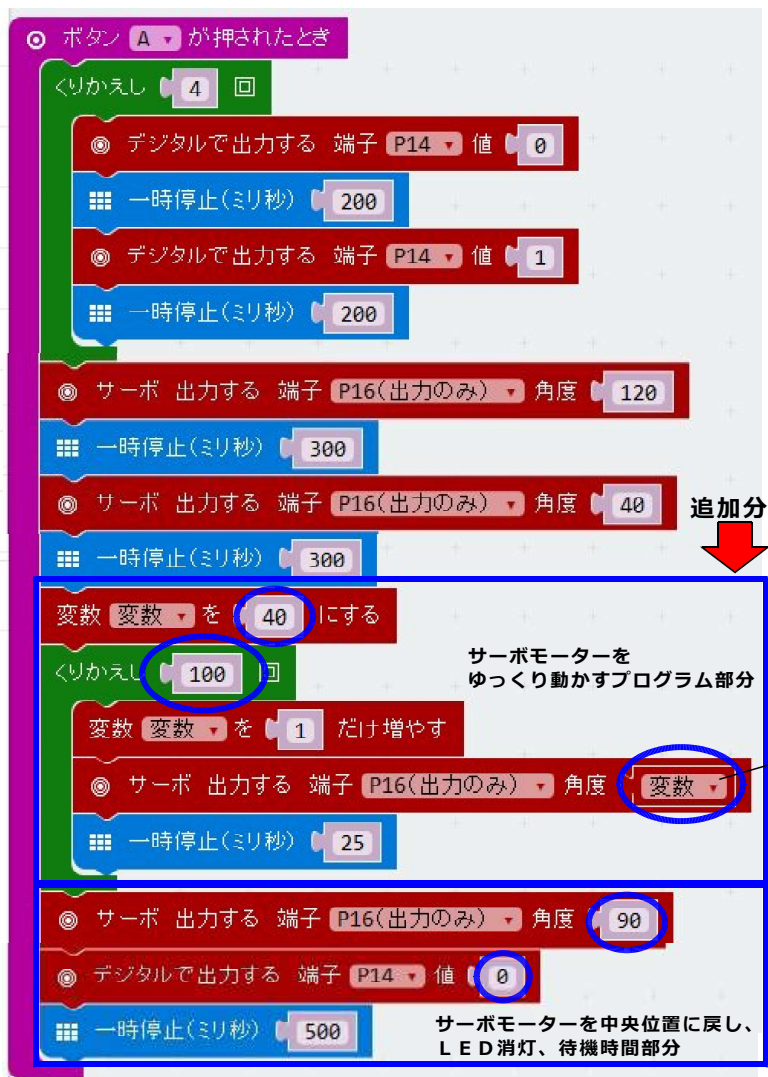 ボタン A が押されたとき
くりかえし 4 回
デジタルで出力する 端子 P14 値 0
一時停止(ミリ秒) 200
デジタルで出力する 端子 P14 値 1
一時停止(ミリ秒) 200
サーボ 出力する 端子 P16(出力のみ) 角度 120
一時停止(ミリ秒) 300
サーボ 出力する 端子 P16(出力のみ) 角度 40
追加分
一時停止(ミリ秒) 300
変数 変数 を 40 にする
くりかえし 100 回
サーボモーターを
ゆっくり動かすプログラム部分
変数 変数 を 1 だけ増やす
サーボ 出力する 端子 P16(出力のみ) 角度 変数
一時停止(ミリ秒) 25
サーボ 出力する 端子 P16(出力のみ) 角度 90
デジタルで出力する 端子 P14 値 0
一時停止(ミリ秒) 500
サーボモーターを中央位置に戻し、
ＬＥＤ消灯、待機時間部分